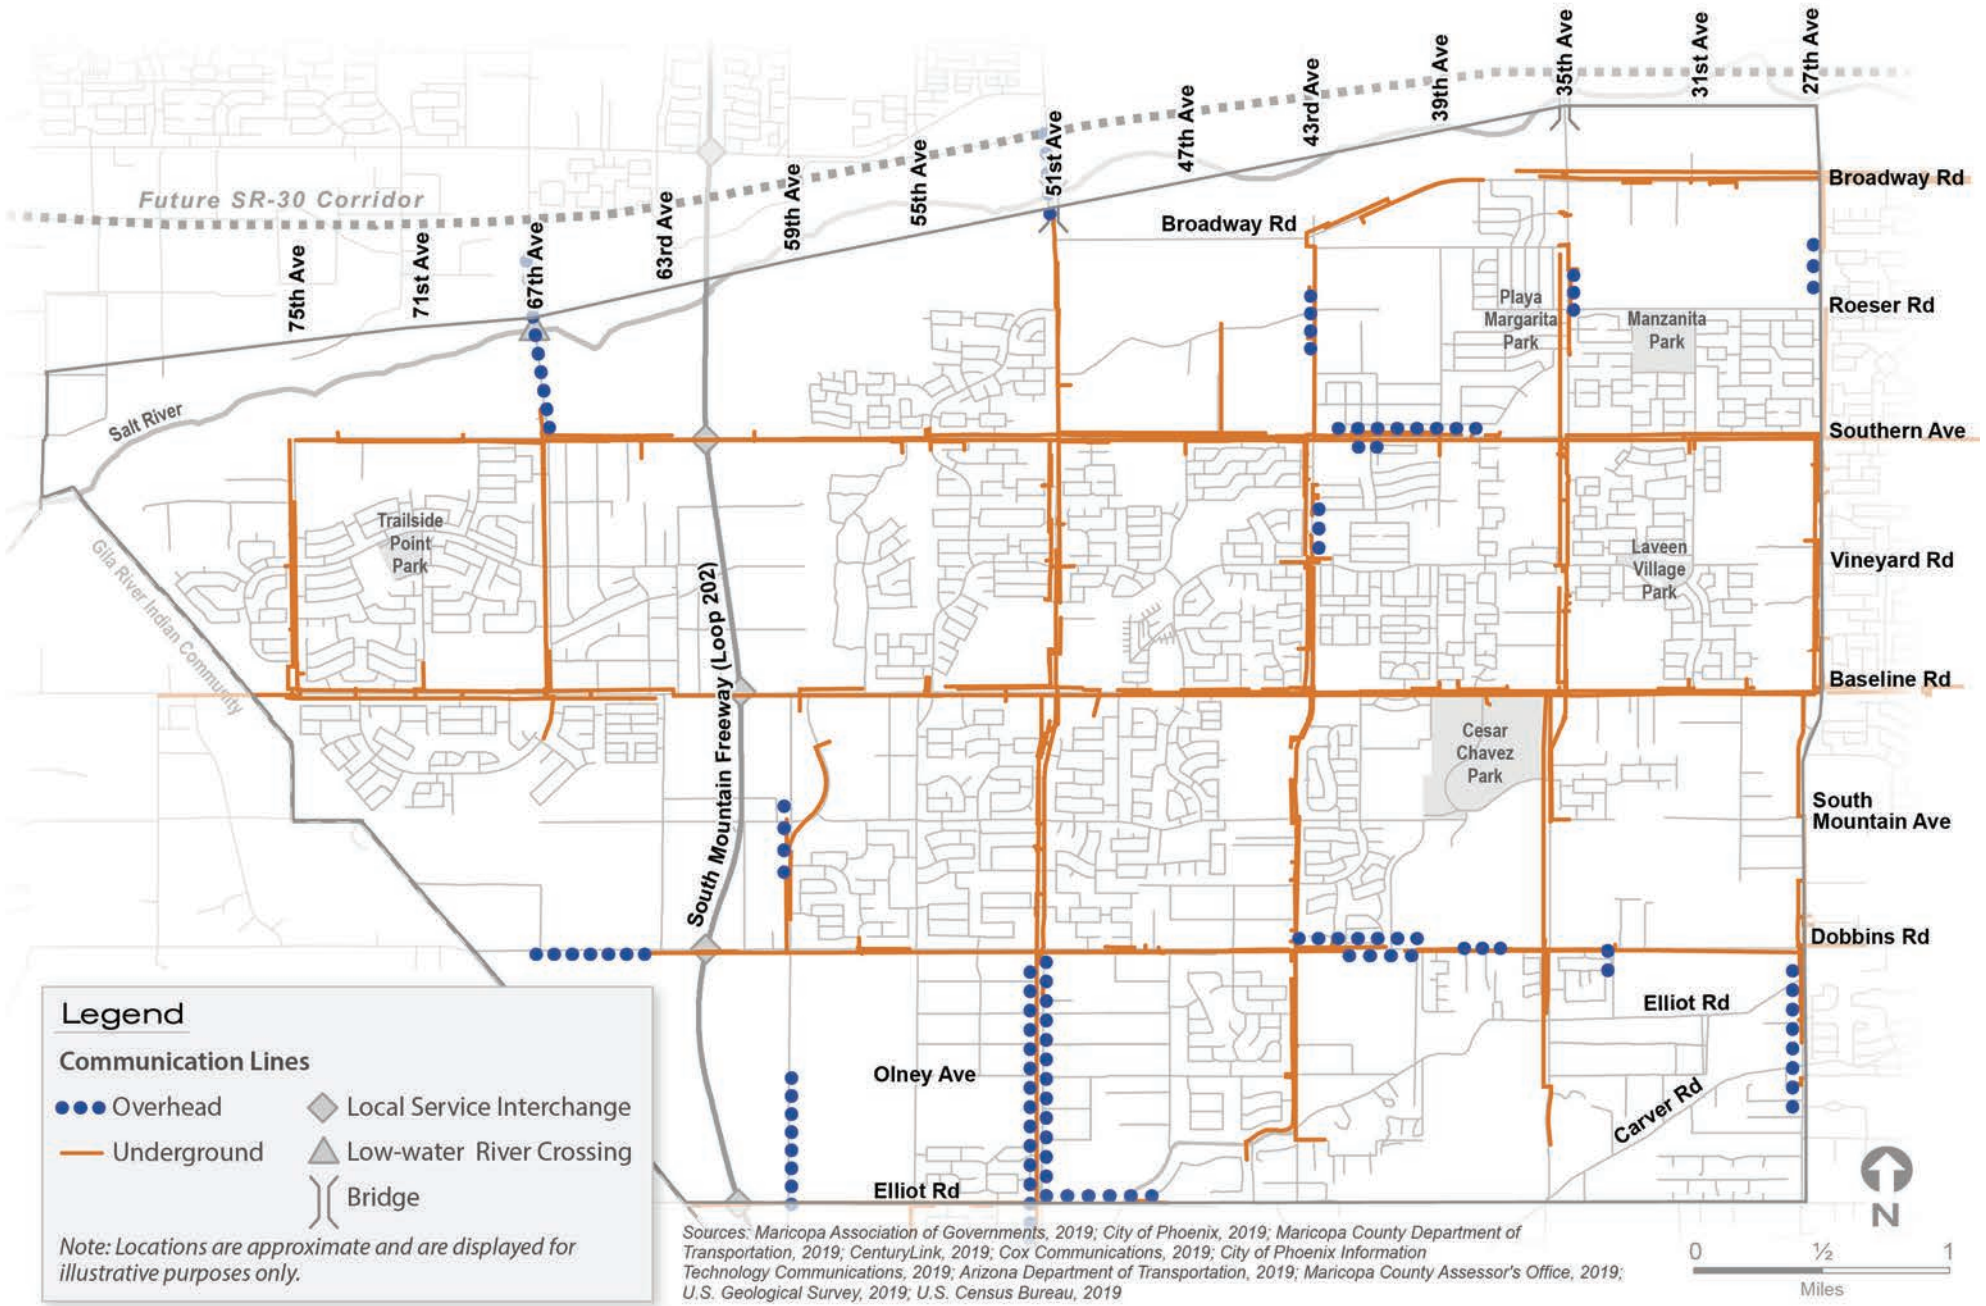 27th Ave
31st Ave
35th Ave
39th Ave
43rd Ave
47th Ave
51st Ave
55th Ave
59th Ave
63rd Ave
67th Ave
71st Ave
75th Ave
Future SR-30 Corridor
Broadway Rd
Broadway Rd
Roeser Rd
Playa
Margarita
Park
Manzanita
Park
Salt River
Southern Ave
Trailside
Point
Park
Gila River Indian Community
South Mountain Freeway (Loop 202)
Laveen
Village
Park
Vineyard Rd
Baseline Rd
Cesar
Chavez
Park
South
Mountain Ave
Dobbins Rd
Elliot Rd
Olney Ave
Carver Rd
Elliot Rd
Legend
Communication Lines
Overhead
Underground
Local Service Interchange
Low-water River Crossing
Bridge
Note: Locations are approximate and are displayed for
illustrative purposes only.
N
0 ½ 1
Miles
Sources: Maricopa Association of Governments, 2019; City of Phoenix, 2019; Maricopa County Department of
Transportation, 2019; CenturyLink, 2019; Cox Communications, 2019; City of Phoenix Information
Technology Communications, 2019; Arizona Department of Transportation, 2019; Maricopa County Assessor's Office, 2019;
U.S. Geological Survey, 2019; U.S. Census Bureau, 2019